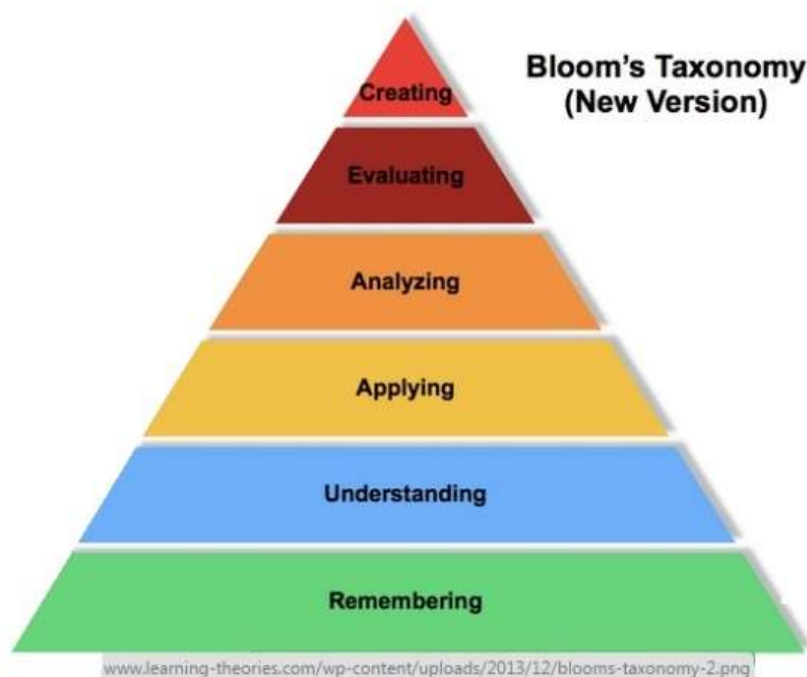 Bloom's Taxonomy
(New Version)
Creating
Evaluating
Analyzing
Applying
Understanding
Remembering
www.learning-theories.com/wp-content/uploads/2013/12/blooms-taxonomy-2.png